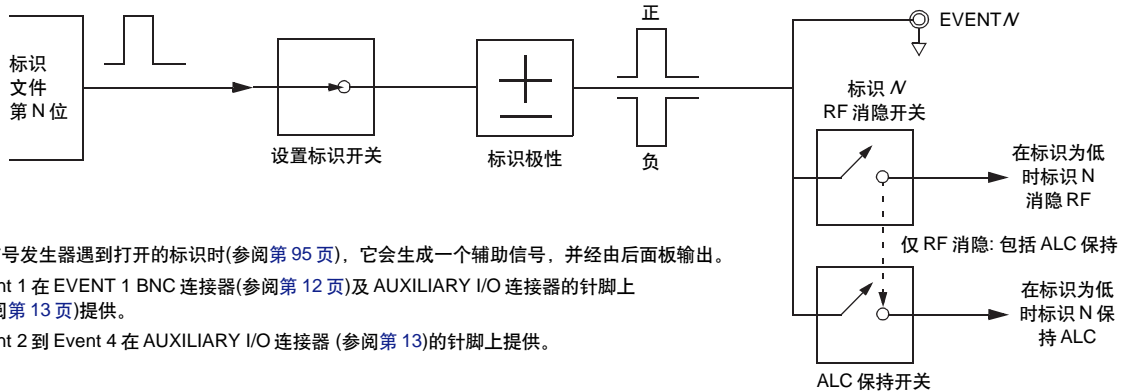 标识
文件
第 N 位
设置标识开关
标识极性
正
负
EVENT N
标识 N
RF 消隐开关
在标识为低
时标识 N
消隐 RF
仅 RF 消隐: 包括 ALC 保持
在标识为低
时标识 N 保
持 ALC
ALC 保持开关
号发生器遇到打开的标识时(参阅第 95 页)，它会生成一个辅助信号，并经由后面板输出。
nt 1 在 EVENT 1 BNC 连接器(参阅第 12 页)及 AUXILIARY I/O 连接器的针脚上
阅第 13 页)提供。
nt 2 到 Event 4 在 AUXILIARY I/O 连接器 (参阅第 13)的针脚上提供。